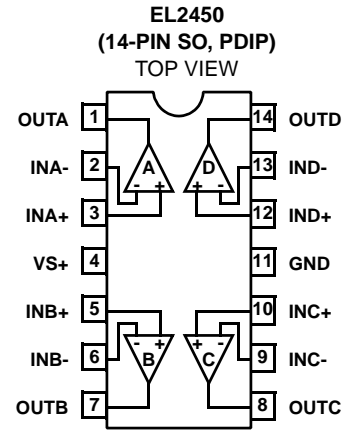 EL2450
(14-PIN SO, PDIP)
TOP VIEW
OUTA 1 14 OUTD
INA- 2 A D 13 IND-
- + + -
INA+ 3 12 IND+
VS+ 4 11 GND
INB+ 5 10 INC+
- + + -
INB- 6 B C 9 INC-
OUTB 7 8 OUTC